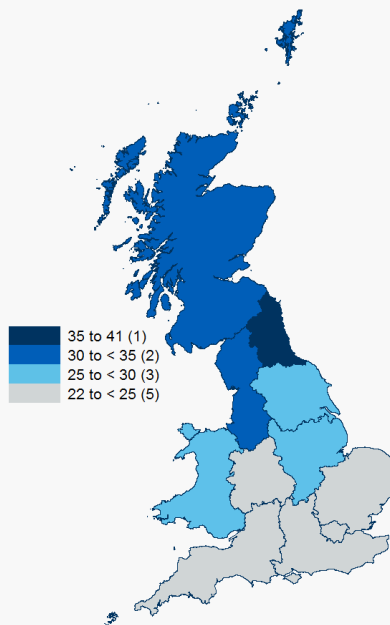 35 to 41 (1)
30 to < 35 (2)
25 to < 30 (3)
22 to < 25 (5)